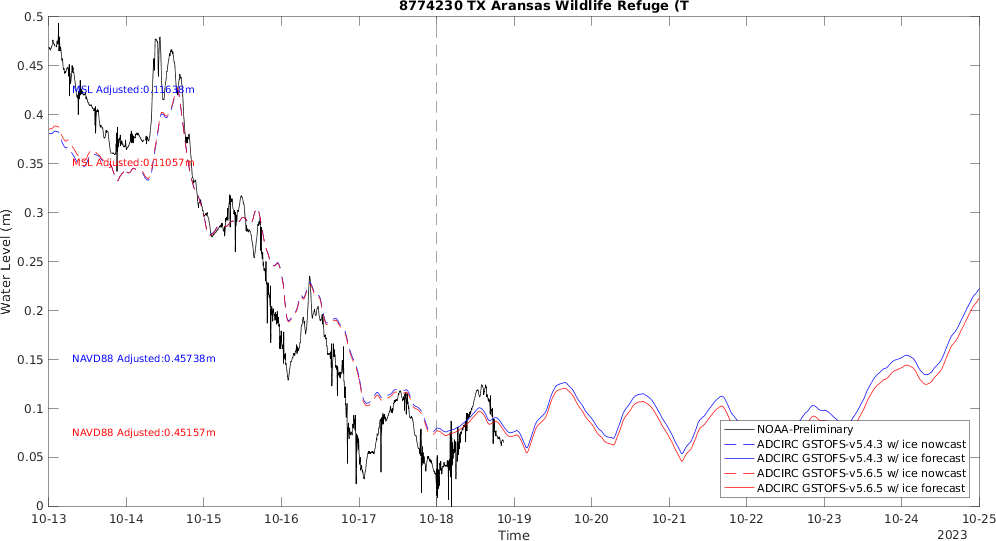 8774230 TX Aransas Wildlife Refuge (T
0.5
0.45
0.4
0.35
0.3
0.25
0.2
0.15
0.1
0.05
0
Water Level (m)
MSL Adjusted:0.11638m
MSL Adjusted:0.11057m
NAVD88 Adjusted:0.45738m
NAVD88 Adjusted:0.45157m
NOAA-Preliminary
ADCIRC GSTOFS-v5.4.3 w/ ice nowcast
ADCIRC GSTOFS-v5.4.3 w/ ice forecast
ADCIRC GSTOFS-v5.6.5 w/ ice nowcast
ADCIRC GSTOFS-v5.6.5 w/ ice forecast
10-13 10-14 10-15 10-16 10-17 10-18 10-19 10-20 10-21 10-22 10-23 10-24 10-25
Time
2023